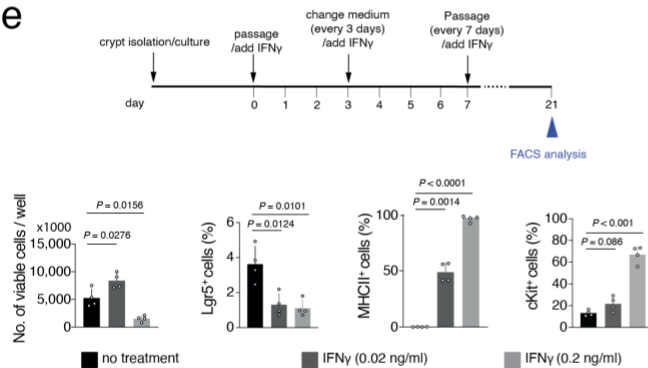 e
crypt isolation/culture
passage
/add IFNγ
change medium
(every 3 days)
/add IFNγ
Passage
(every 7 days)
/add IFNγ
day
0 1 2 3 4 5 6 7 21
FACS analysis
No. of viable cells / well
x1000
15,000
10,000
5,000
0
P = 0.0156
P = 0.0276
Lgr5+ cells (%)
6
4
2
0
P = 0.0101
P = 0.0124
MHCII+ cells (%)
100
50
0
P < 0.0001
P = 0.0014
cKit+ cells (%)
100
80
60
40
20
0
P < 0.001
P = 0.086
no treatment
IFNγ (0.02 ng/ml)
IFNγ (0.2 ng/ml)